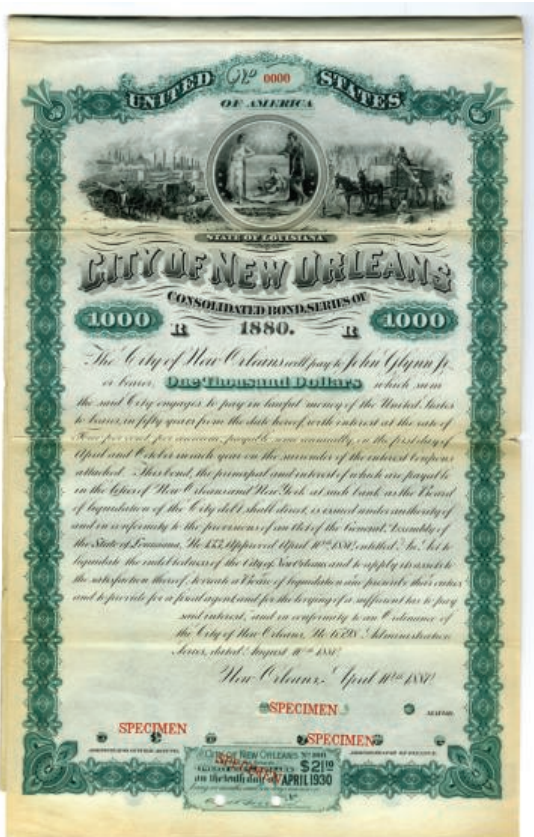 UNITED Nº 0000 STATES
OF AMERICA
STATE OF LOUISIANA
CITY OF NEW ORLEANS
CONSOLIDATED BOND, SERIES OF
1000 R 1880. R 1000
The City of New Orleans will pay to John Glynn Jr.
or bearer, One Thousand Dollars which sum
the said City engages to pay in lawful money of the United States
to bearer, in fifty years from the date hereof, with interest at the rate of
Four per cent, per annum, payable semi annually, on the first day of
April and October in each year on the surrender of the interest coupons
attached. This bond, the principal and interest of which are payable
in the Cities of New Orleans and New York at such bank as the Board
of liquidation of the City debt shall direct, is issued under authority of
and in conformity to the provisions of an Act of the General Assembly of
the State of Louisiana, No 133, Approved April 10th 1880, entitled, An Act to
liquidate the indebtedness of the City of New Orleans and to apply its assets to
the satisfaction thereof, to create a Board of liquidation and prescribe their duties
and to provide for a fiscal agent and for the levying of a sufficient tax to pay
said interest, and in conformity to an Ordinance of
the City of New Orleans, No Administration
Series, dated August 1880
New Orleans, April 10th 1880
SPECIMEN
SPECIMEN
SPECIMEN
ADMINISTRATOR OF FINANCE.
CITY OF NEW ORLEANS
SPECIMEN
$21
on the tenth day of APRIL 1930